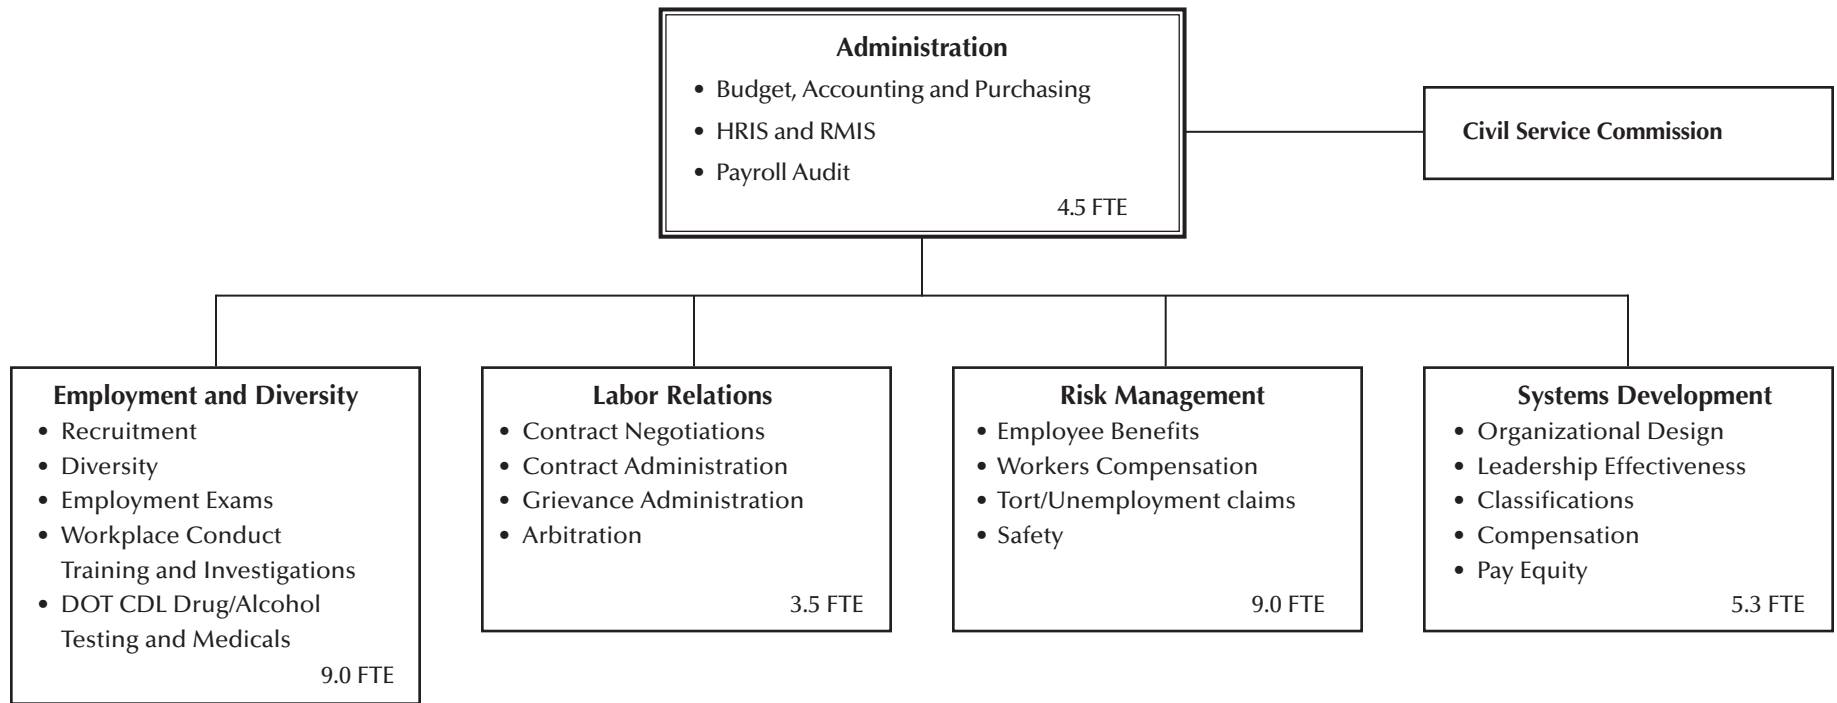 Administration
• Budget, Accounting and Purchasing
• HRIS and RMIS
• Payroll Audit
4.5 FTE
Civil Service Commission
Employment and Diversity
• Recruitment
• Diversity
• Employment Exams
• Workplace Conduct
Training and Investigations
• DOT CDL Drug/Alcohol
Testing and Medicals
9.0 FTE
Labor Relations
• Contract Negotiations
• Contract Administration
• Grievance Administration
• Arbitration
3.5 FTE
Risk Management
• Employee Benefits
• Workers Compensation
• Tort/Unemployment claims
• Safety
9.0 FTE
Systems Development
• Organizational Design
• Leadership Effectiveness
• Classifications
• Compensation
• Pay Equity
5.3 FTE